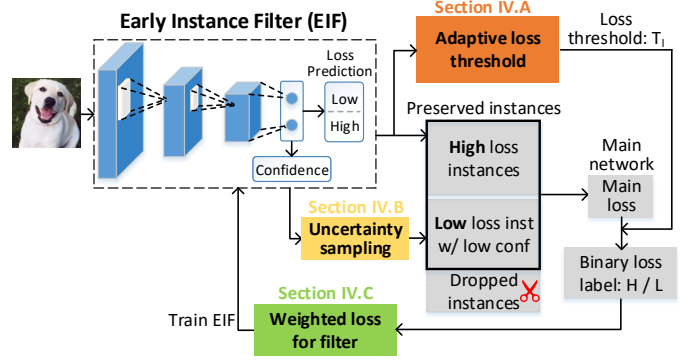 Early Instance Filter (EIF)
Section IV.A
Adaptive loss
threshold
Loss
threshold: T_l
Loss
Prediction
Low
High
Confidence
Preserved instances
High loss
instances
Low loss inst
w/ low conf
Dropped
instances
Main
network
Main
loss
Binary loss
label: H / L
Section IV.B
Uncertainty
sampling
Section IV.C
Weighted loss
for filter
Train EIF